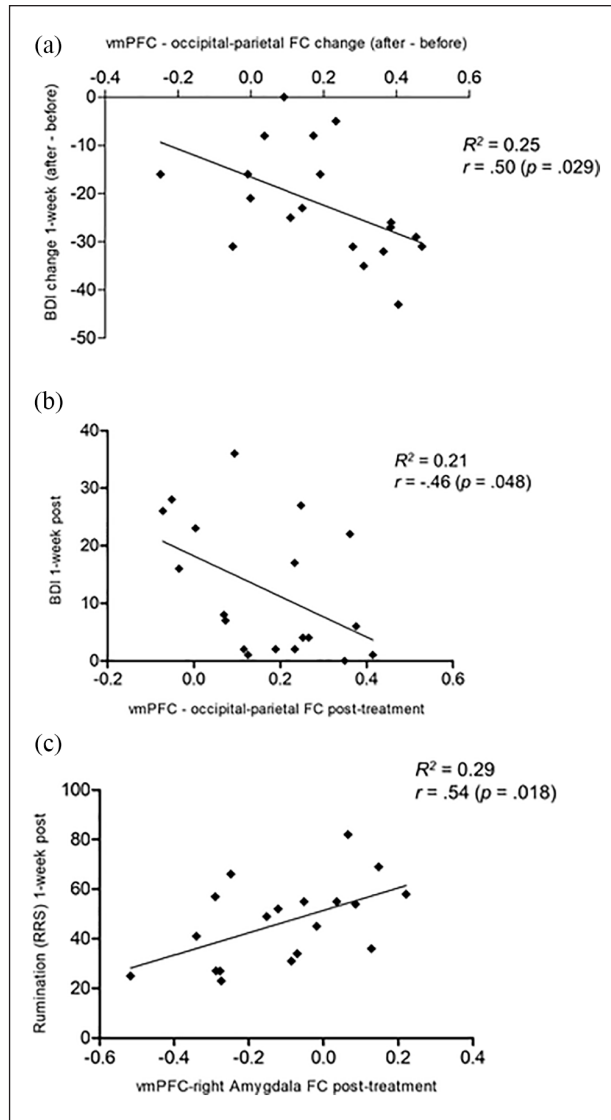 (a)
vmPFC - occipital-parietal FC change (after - before)
-0.4 -0.2 0.0 0.2 0.4 0.6
0
-10
-20
-30
-40
-50
BDI change 1-week (after - before)
R² = 0.25
r = .50 (p = .029)
(b)
40
30
20
10
0
BDI 1-week post
R² = 0.21
r = -.46 (p = .048)
-0.2 0.0 0.2 0.4 0.6
vmPFC - occipital-parietal FC post-treatment
(c)
R² = 0.29
r = .54 (p = .018)
100
80
60
40
20
0
Rumination (RRS) 1-week post
-0.6 -0.4 -0.2 0.0 0.2 0.4
vmPFC-right Amygdala FC post-treatment